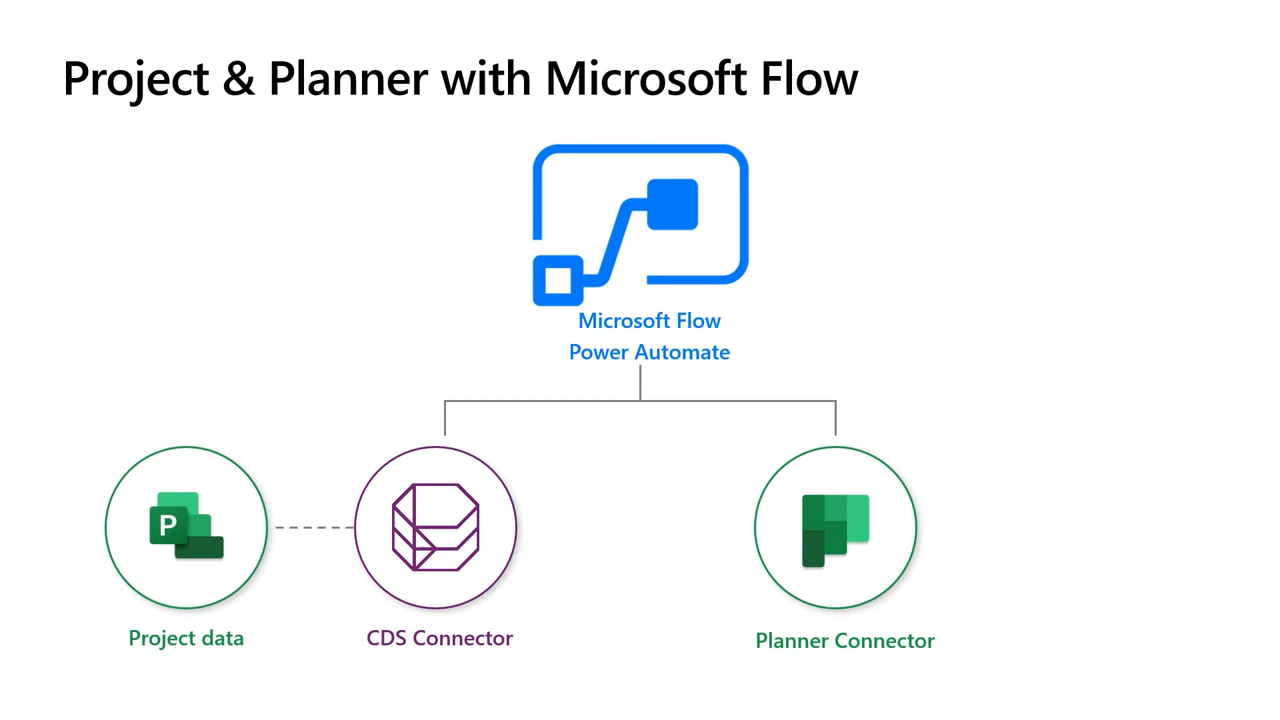 Project & Planner with Microsoft Flow
Microsoft Flow
Power Automate
P
Project data
CDS Connector
Planner Connector